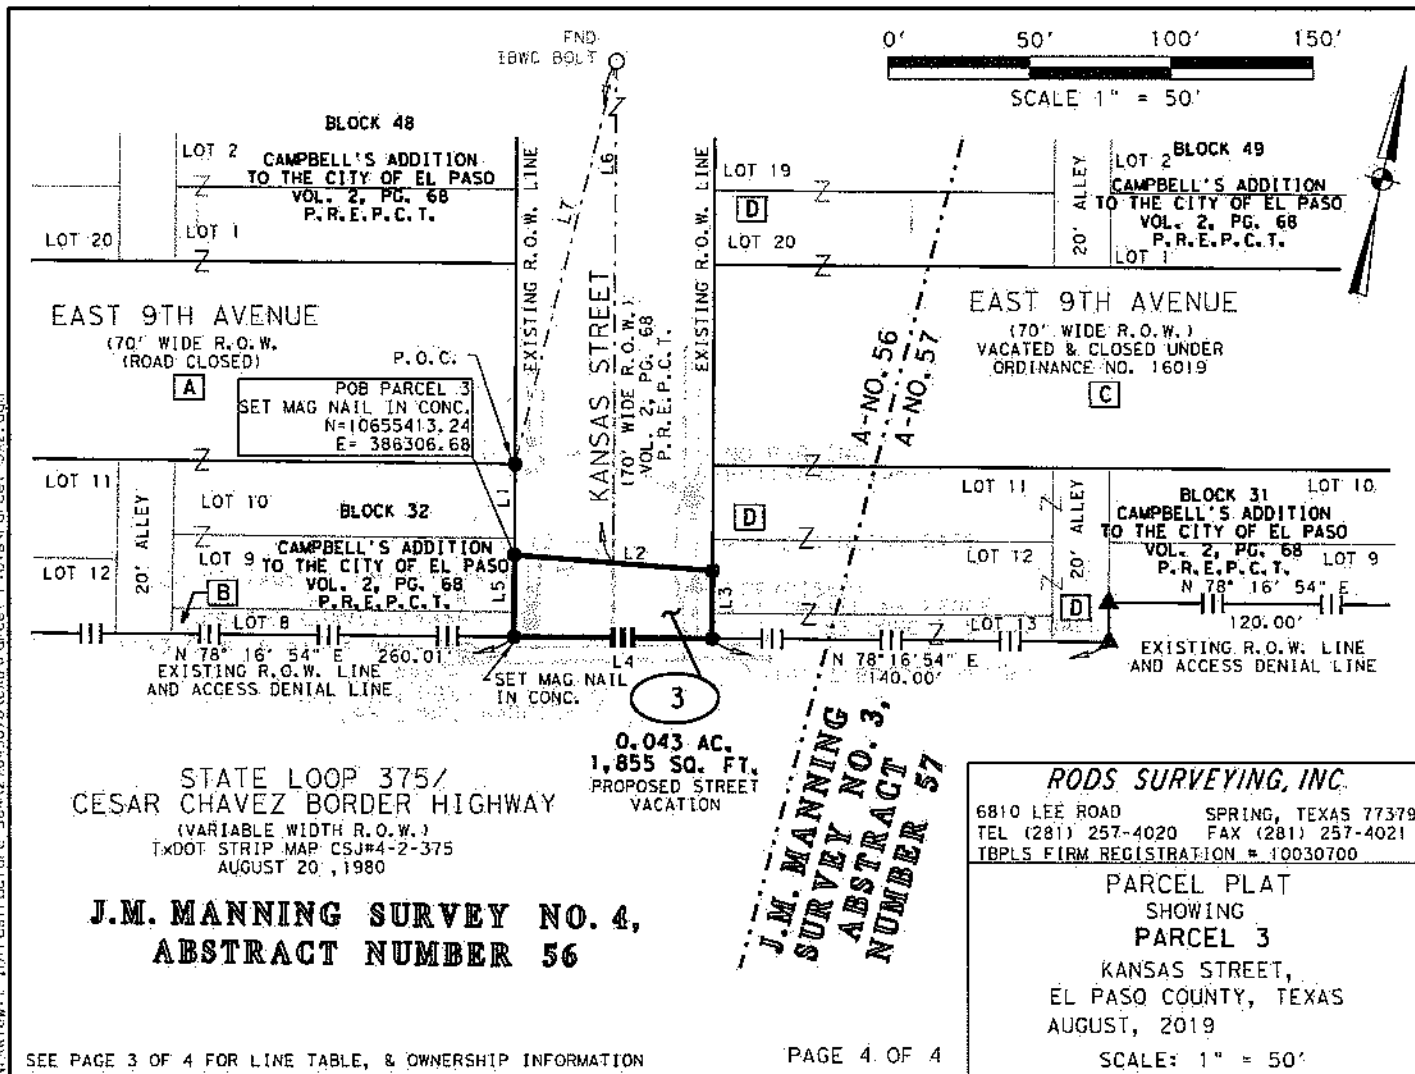 FND
IBWC BOLT
0' 50' 100' 150'
SCALE 1" = 50'
BLOCK 48
LOT 2
CAMPBELL'S ADDITION
TO THE CITY OF EL PASO
VOL. 2, PG. 68
P.R.E.P.C.T.
LOT 1
LOT 20
EXISTING R.O.W. LINE
L7
L6
EXISTING R.O.W. LINE
LOT 19
D
LOT 20
20' ALLEY
LOT 2
BLOCK 49
CAMPBELL'S ADDITION
TO THE CITY OF EL PASO
VOL. 2, PG. 68
P.R.E.P.C.T.
LOT 1
EAST 9TH AVENUE
(70' WIDE R.O.W.
(ROAD CLOSED)
A
P.O.C.
POB PARCEL 3
SET MAG NAIL IN CONC.
N=10655413.24
E= 386306.68
KANSAS STREET
(70' WIDE R.O.W.)
VOL. 2, PG. 68
P.R.E.P.C.T.
A-NO. 56
A-NO. 57
EAST 9TH AVENUE
(70' WIDE R.O.W.)
VACATED & CLOSED UNDER
ORDINANCE NO. 16019
C
LOT 11
20' ALLEY
LOT 10
BLOCK 32
LOT 9
CAMPBELL'S ADDITION
TO THE CITY OF EL PASO
VOL. 2, PG. 68
P.R.E.P.C.T.
LOT 12
B
LOT 8
L1
L5
L2
L3
L4
D
LOT 11
LOT 12
LOT 13
20' ALLEY
D
BLOCK 31
LOT 10
CAMPBELL'S ADDITION
TO THE CITY OF EL PASO
VOL. 2, PG. 68
P.R.E.P.C.T.
LOT 9
N 78° 16' 54" E
120.00'
EXISTING R.O.W. LINE
AND ACCESS DENIAL LINE
N 78° 16' 54" E 260.01
EXISTING R.O.W. LINE
AND ACCESS DENIAL LINE
SET MAG NAIL
IN CONC.
N 78°16'54" E
140.00'
3
0.043 AC.
1,855 SQ. FT.
PROPOSED STREET
VACATION
STATE LOOP 375/
CESAR CHAVEZ BORDER HIGHWAY
(VARIABLE WIDTH R.O.W.)
TxDOT STRIP MAP CSJ#4-2-375
AUGUST 20 ,1980
J.M. MANNING SURVEY NO. 4,
ABSTRACT NUMBER 56
J.M. MANNING
SURVEY NO. 3,
ABSTRACT
NUMBER 57
RODS SURVEYING, INC.
6810 LEE ROAD SPRING, TEXAS 77379
TEL (281) 257-4020 FAX (281) 257-4021
TBPLS FIRM REGISTRATION # 10030700
PARCEL PLAT
SHOWING
PARCEL 3
KANSAS STREET,
EL PASO COUNTY, TEXAS
AUGUST, 2019
SCALE: 1" = 50'
SEE PAGE 3 OF 4 FOR LINE TABLE, & OWNERSHIP INFORMATION
PAGE 4 OF 4